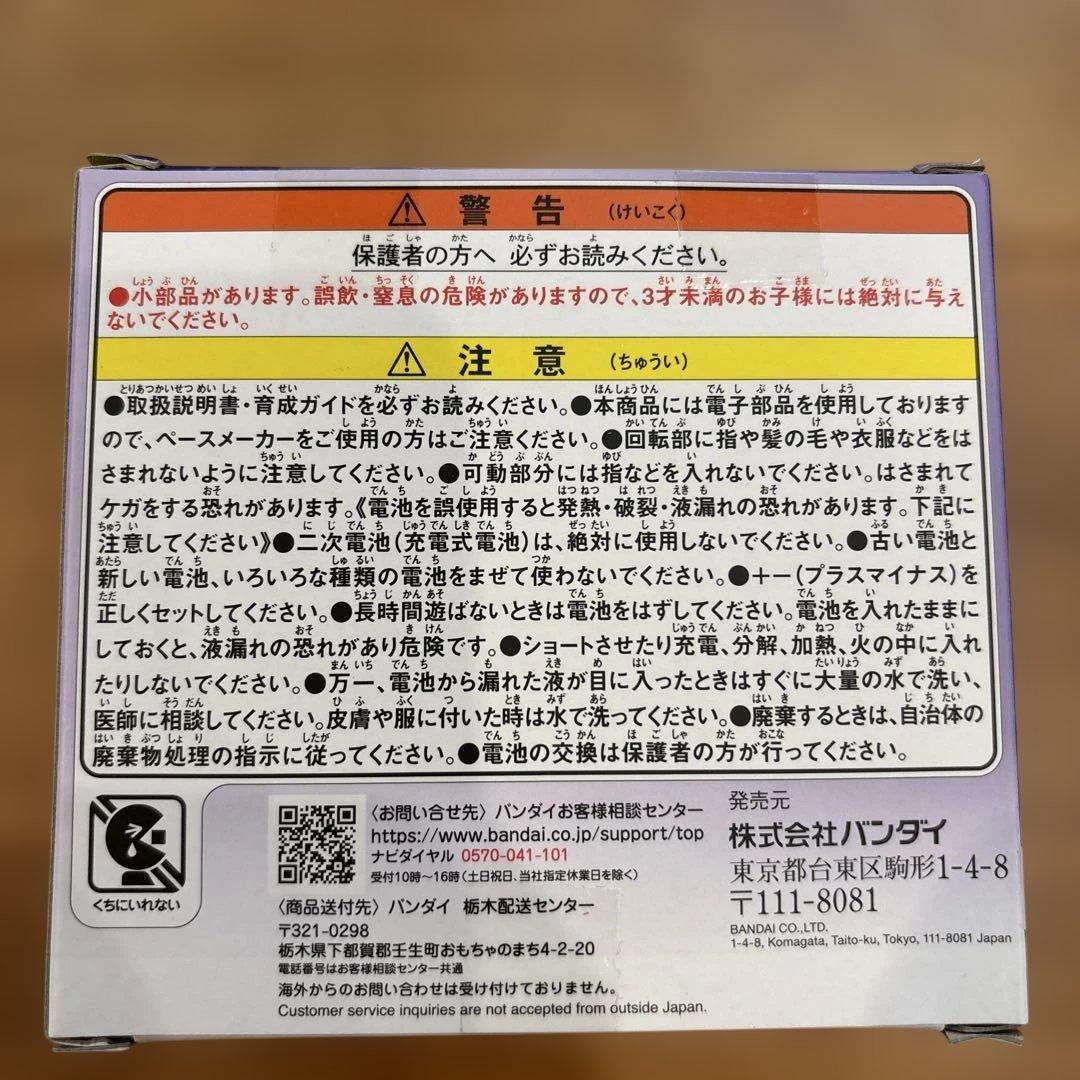 警告（けいこく）
保護者の方へ 必ずお読みください。
●小部品があります。誤飲・窒息の危険がありますので、3才未満のお子様には絶対に与え
ないでください。
注意（ちゅうい）
●取扱説明書・育成ガイドを必ずお読みください。●本商品には電子部品を使用しております
ので、ペースメーカーをご使用の方はご注意ください。●回転部に指や髪の毛や衣服などをは
さまれないように注意してください。●可動部分には指などを入れないでください。はさまれて
ケガをする恐れがあります。《電池を誤使用すると発熱・破裂・液漏れの恐れがあります。下記に
注意してください》●二次電池（充電式電池）は、絶対に使用しないでください。●古い電池と
新しい電池、いろいろな種類の電池をまぜて使わないでください。●＋－（プラスマイナス）を
正しくセットしてください。●長時間遊ばないときは電池をはずしてください。電池を入れたままに
しておくと、液漏れの恐れがあり危険です。●ショートさせたり充電、分解、加熱、火の中に入れ
たりしないでください。●万一、電池から漏れた液が目に入ったときはすぐに大量の水で洗い、
医師に相談してください。皮膚や服に付いた時は水で洗ってください。●廃棄するときは、自治体の
廃棄物処理の指示に従ってください。●電池の交換は保護者の方が行ってください。
くちにいれない
〈お問い合せ先〉バンダイお客様相談センター
https://www.bandai.co.jp/support/top
ナビダイヤル 0570-041-101
受付10時～16時（土日祝日、当社指定休業日を除く）
〈商品送付先〉バンダイ 栃木配送センター
〒321-0298
栃木県下都賀郡壬生町おもちゃのまち4-2-20
電話番号はお客様相談センター共通
海外からのお問い合わせは受け付けておりません。
Customer service inquiries are not accepted from outside Japan.
発売元
株式会社バンダイ
東京都台東区駒形1-4-8
〒111-8081
BANDAI CO.,LTD.
1-4-8, Komagata, Taito-ku, Tokyo, 111-8081 Japan